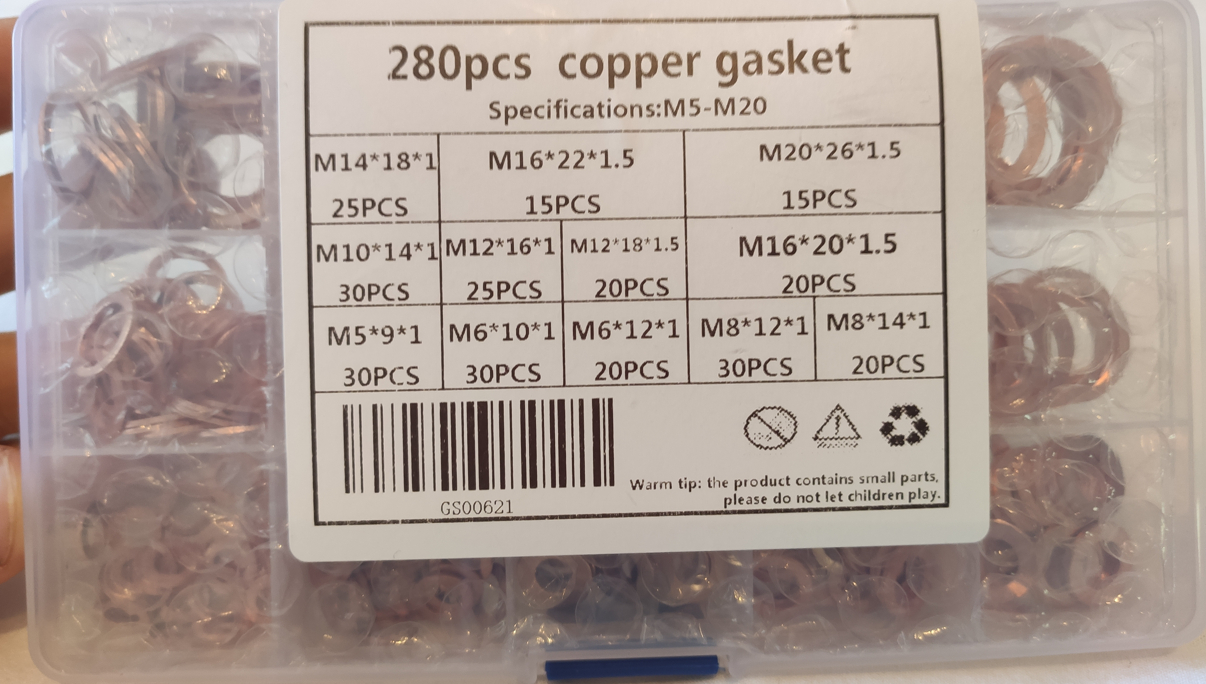 280pcs copper gasket
Specifications:M5-M20
M14*18*1 M16*22*1.5 M20*26*1.5
25PCS 15PCS 15PCS
M10*14*1 M12*16*1 M12*18*1.5 M16*20*1.5
30PCS 25PCS 20PCS 20PCS
M5*9*1 M6*10*1 M6*12*1 M8*12*1 M8*14*1
30PCS 30PCS 20PCS 30PCS 20PCS
Warm tip: the product contains small parts,
please do not let children play.
GS00621